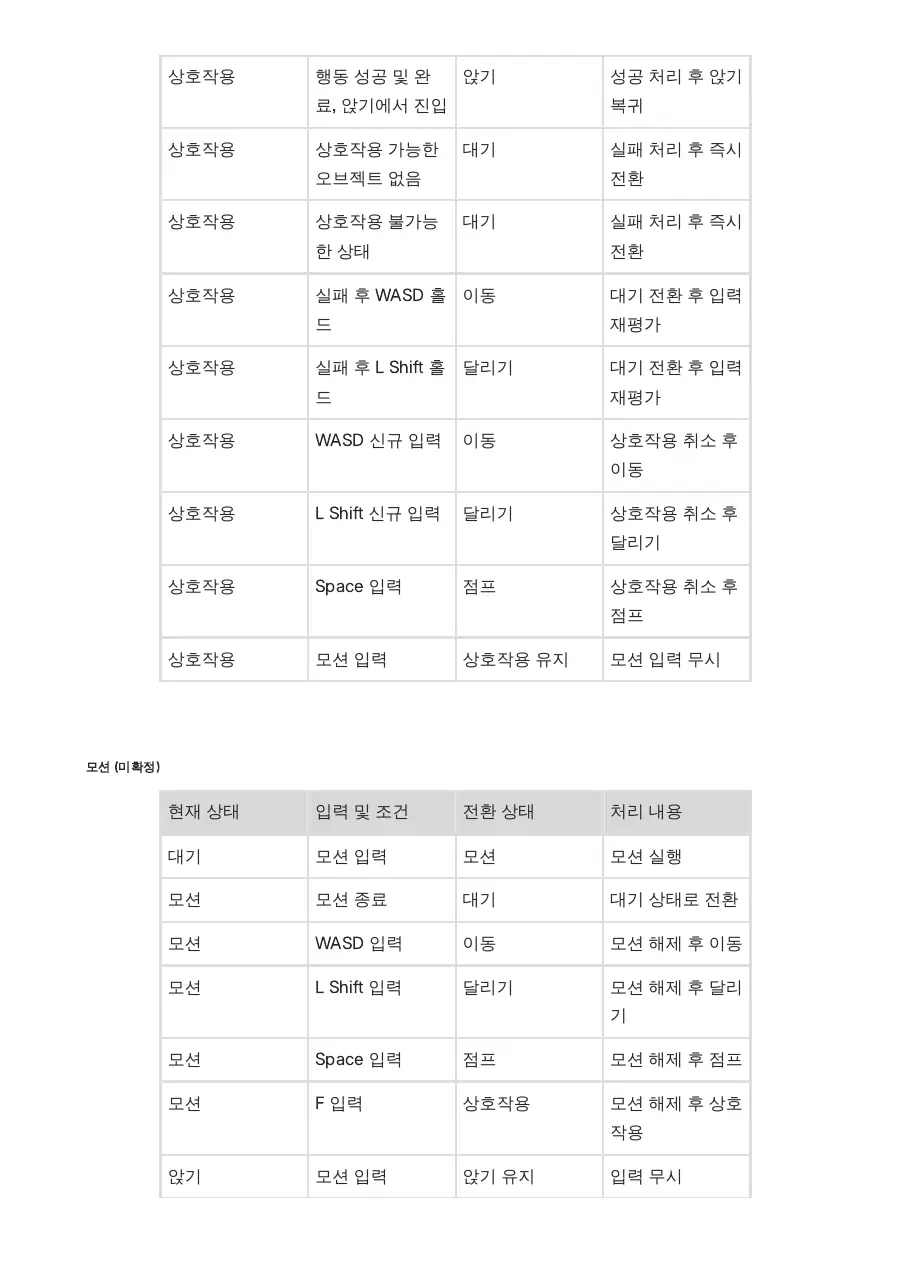 상호작용 행동 성공 및 완 앉기 성공 처리 후 앉기
료, 앉기에서 진입 복귀
상호작용 상호작용 가능한 대기 실패 처리 후 즉시
오브젝트 없음 전환
상호작용 상호작용 불가능 대기 실패 처리 후 즉시
한 상태 전환
상호작용 실패 후 WASD 홀 이동 대기 전환 후 입력
드 재평가
상호작용 실패 후 L Shift 홀 달리기 대기 전환 후 입력
드 재평가
상호작용 WASD 신규 입력 이동 상호작용 취소 후
이동
상호작용 L Shift 신규 입력 달리기 상호작용 취소 후
달리기
상호작용 Space 입력 점프 상호작용 취소 후
점프
상호작용 모션 입력 상호작용 유지 모션 입력 무시
모션 (미확정)
현재 상태 입력 및 조건 전환 상태 처리 내용
대기 모션 입력 모션 모션 실행
모션 모션 종료 대기 대기 상태로 전환
모션 WASD 입력 이동 모션 해제 후 이동
모션 L Shift 입력 달리기 모션 해제 후 달리
기
모션 Space 입력 점프 모션 해제 후 점프
모션 F 입력 상호작용 모션 해제 후 상호
작용
앉기 모션 입력 앉기 유지 입력 무시